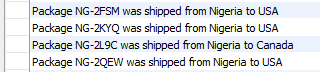 Package NG-2FSM was shipped from Nigeria to USA
Package NG-2KYQ was shipped from Nigeria to USA
Package NG-2L9C was shipped from Nigeria to Canada
Package NG-2QEW was shipped from Nigeria to USA